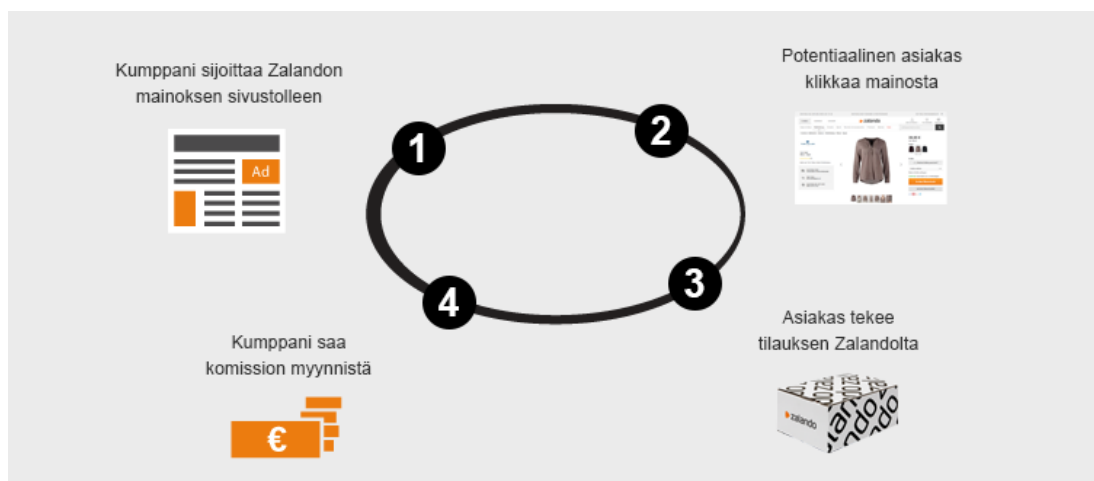 Kumppani sijoittaa Zalandon
mainoksen sivustolleen
Ad
1
2
Potentiaalinen asiakas
klikkaa mainosta
zalando
3
Asiakas tekee
tilauksen Zalandolta
zalando
4
Kumppani saa
komission myynnistä
€